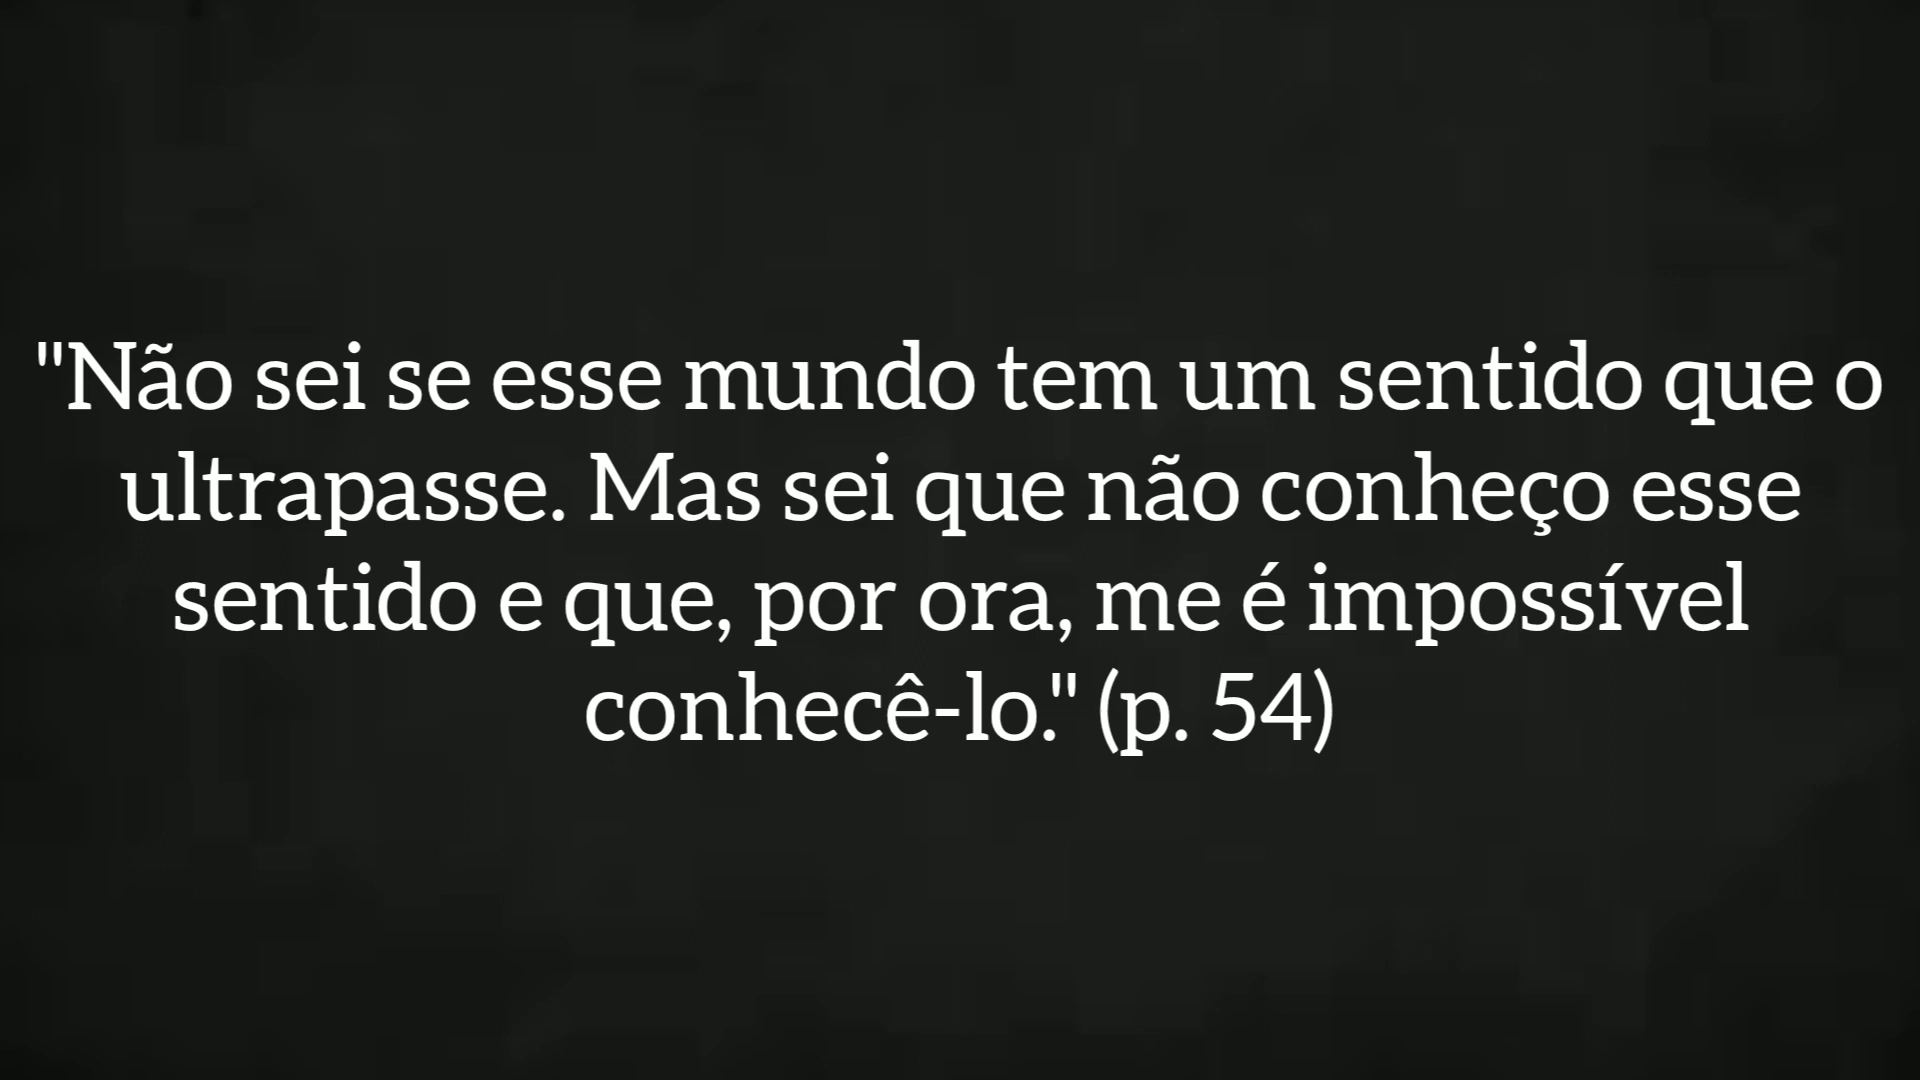 "Não sei se esse mundo tem um sentido que o
ultrapasse. Mas sei que não conheço esse
sentido e que, por ora, me é impossível
conhecê-lo." (p. 54)